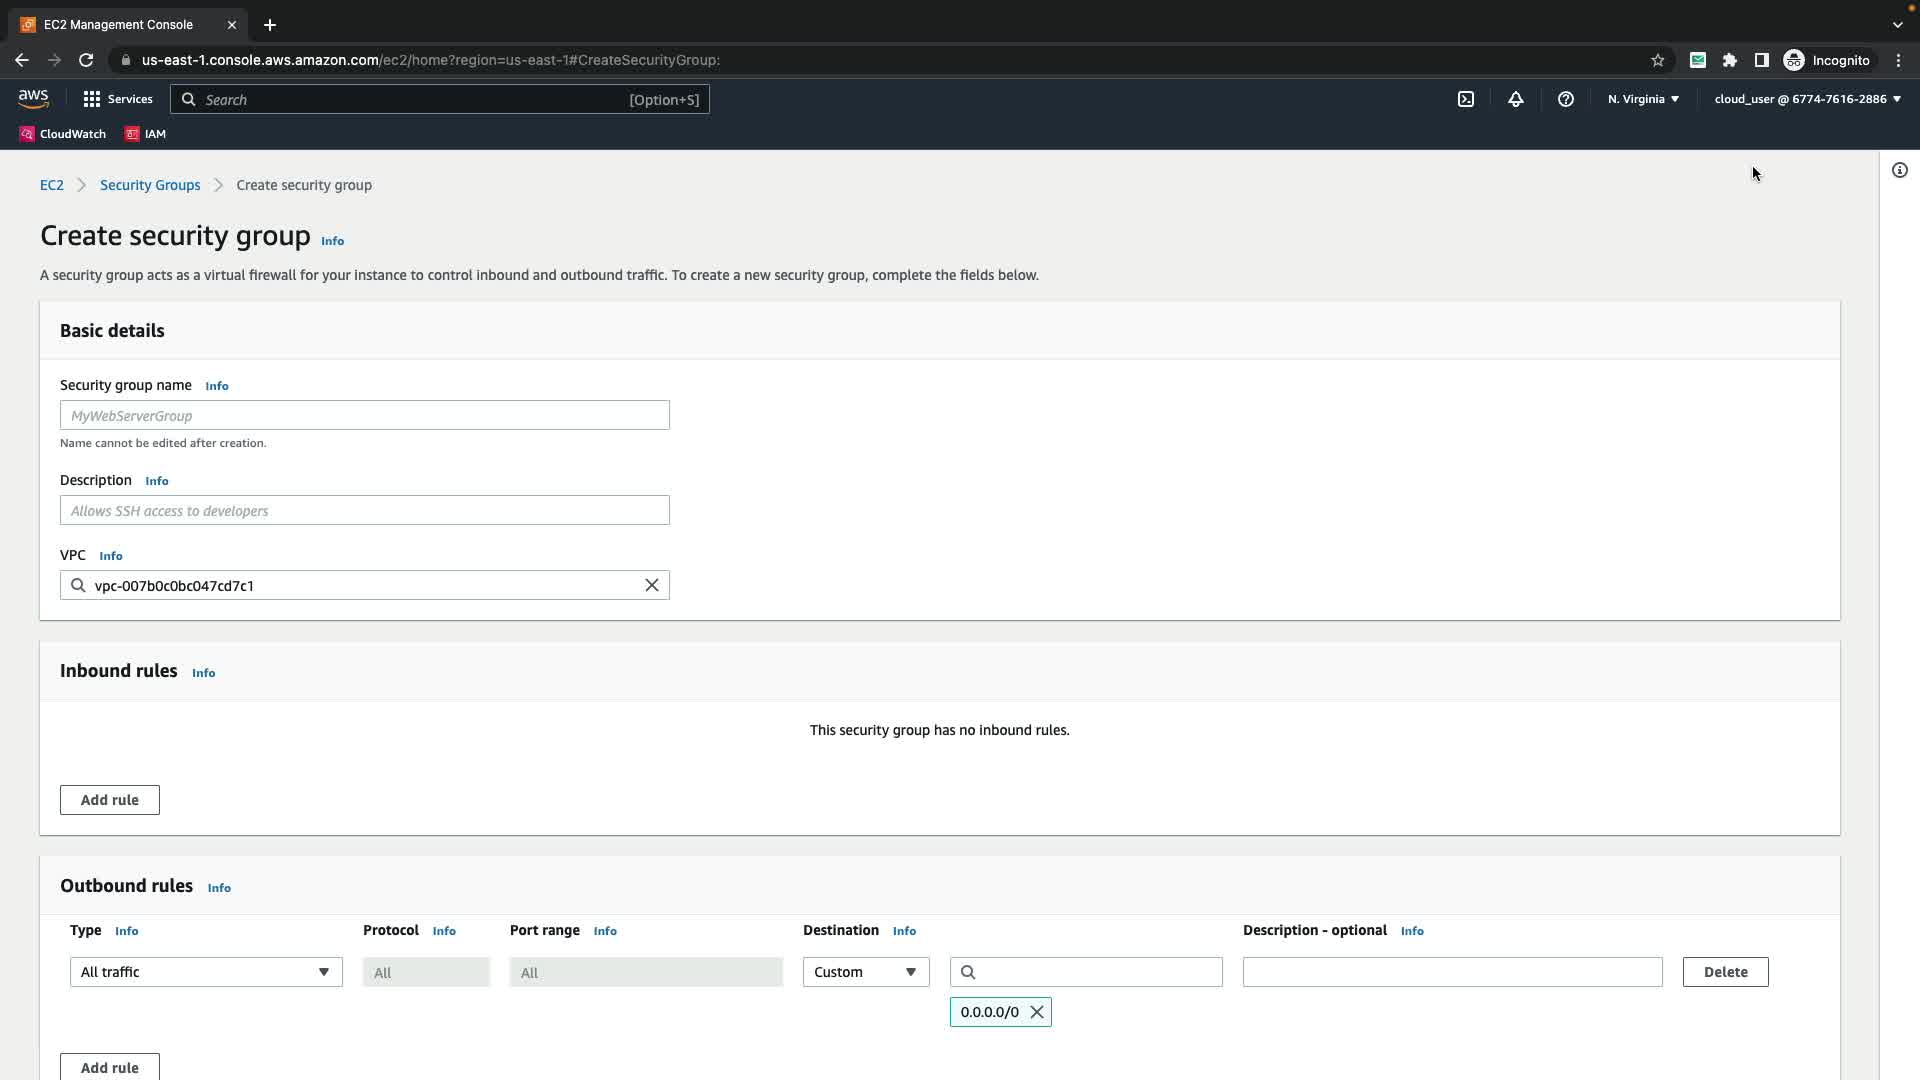 EC2 Management Console
us-east-1.console.aws.amazon.com/ec2/home?region=us-east-1#CreateSecurityGroup:
Incognito
aws
Services
Search
[Option+S]
N. Virginia
cloud_user @ 6774-7616-2886
CloudWatch
IAM
EC2
Security Groups
Create security group
Create security group Info
A security group acts as a virtual firewall for your instance to control inbound and outbound traffic. To create a new security group, complete the fields below.
Basic details
Security group name Info
MyWebServerGroup
Name cannot be edited after creation.
Description Info
Allows SSH access to developers
VPC Info
vpc-007b0c0bc047cd7c1
Inbound rules Info
This security group has no inbound rules.
Add rule
Outbound rules Info
Type Info Protocol Info Port range Info Destination Info Description - optional Info
All traffic All All Custom Delete
0.0.0.0/0
Add rule